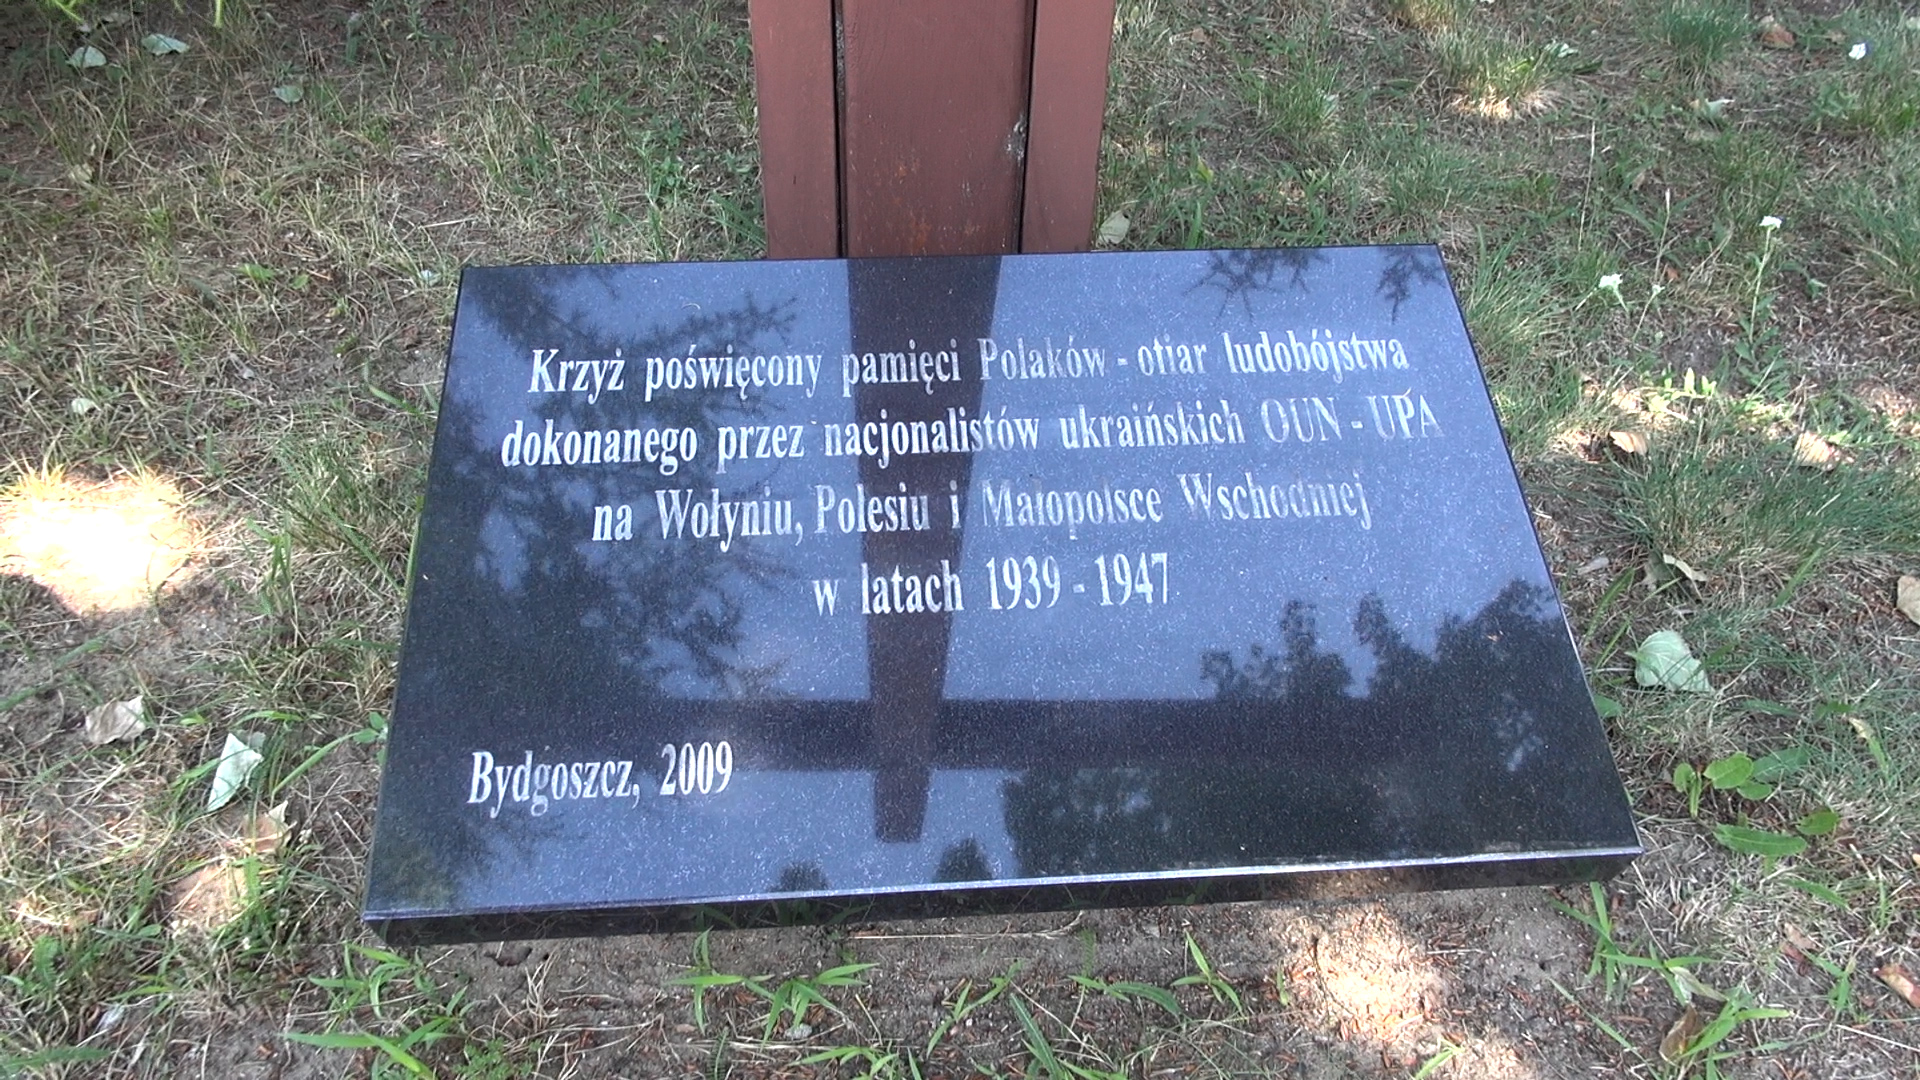 Krzyż poświęcony pamięci Polaków - ofiar ludobójstwa
dokonanego przez nacjonalistów ukraińskich OUN - UPA
na Wołyniu, Polesiu i Małopolsce Wschodniej
w latach 1939 - 1947
Bydgoszcz, 2009